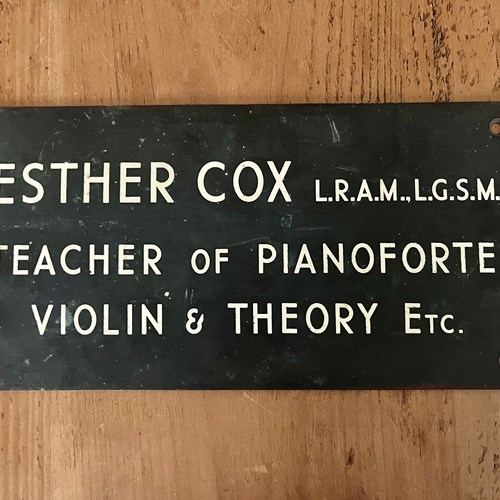 ESTHER COX L.R.A.M., L.G.S.M.
TEACHER OF PIANOFORTE
VIOLIN & THEORY ETC.